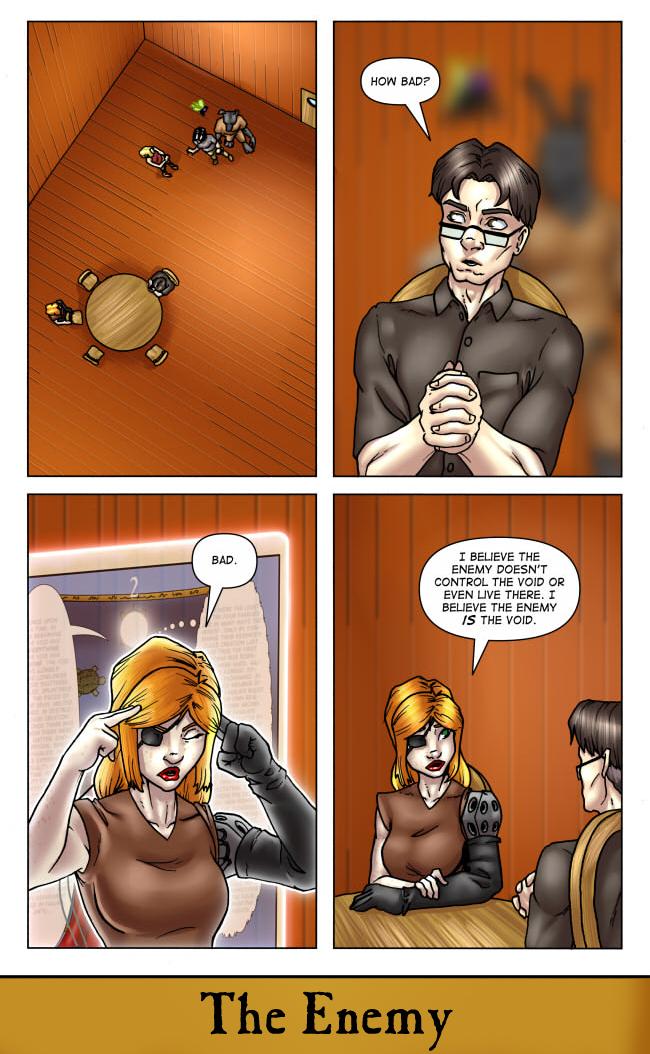 HOW BAD?
BAD.
2
I BELIEVE THE
ENEMY DOESN'T
CONTROL THE VOID OR
EVEN LIVE THERE. I
BELIEVE THE ENEMY
IS THE VOID.
The Enemy